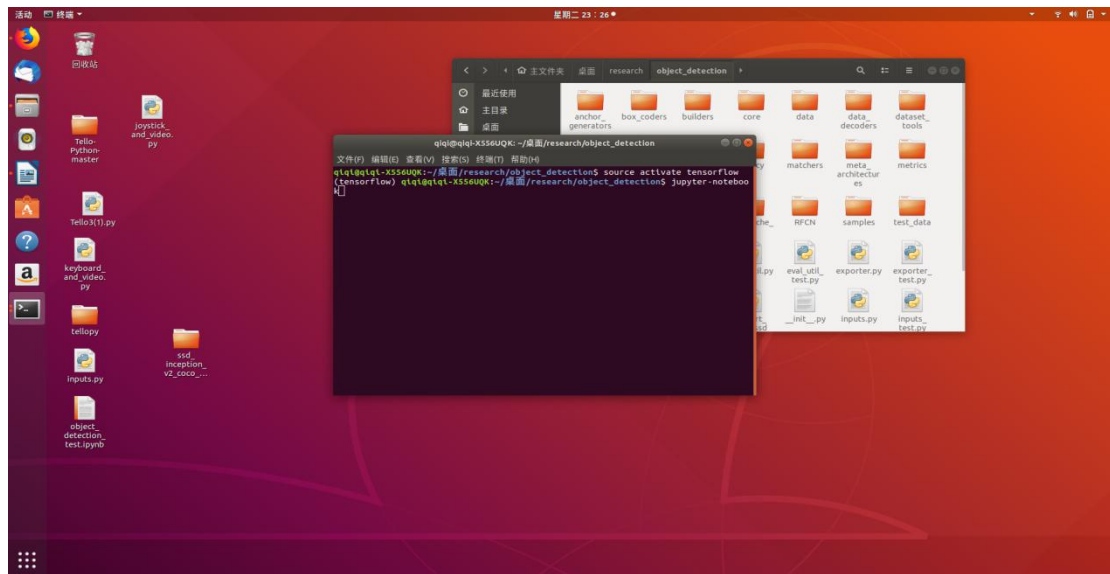 活动
终端
星期二 23：26
回收站
joystick_
and_video.
py
Tello-
Python-
master
Tello3(1).py
keyboard_
and_video.
py
tellopy
ssd_
inception_
v2_coco_...
inputs.py
object_
detection_
test.ipynb
主文件夹 桌面 research object_detection
最近使用
主目录
桌面
anchor_
generators
box_coders
builders
core
data
data_
decoders
dataset_
tools
matchers
meta_
architectur
es
metrics
RFCN
samples
test_data
eval_util_
test.py
exporter.py
exporter_
test.py
__init__.py
inputs.py
inputs_
test.py
qiqi@qiqi-X556UQK: ~/桌面/research/object_detection
文件(F) 编辑(E) 查看(V) 搜索(S) 终端(T) 帮助(H)
qiqi@qiqi-X556UQK:~/桌面/research/object_detection$ source activate tensorflow
(tensorflow) qiqi@qiqi-X556UQK:~/桌面/research/object_detection$ jupyter-noteboo
k